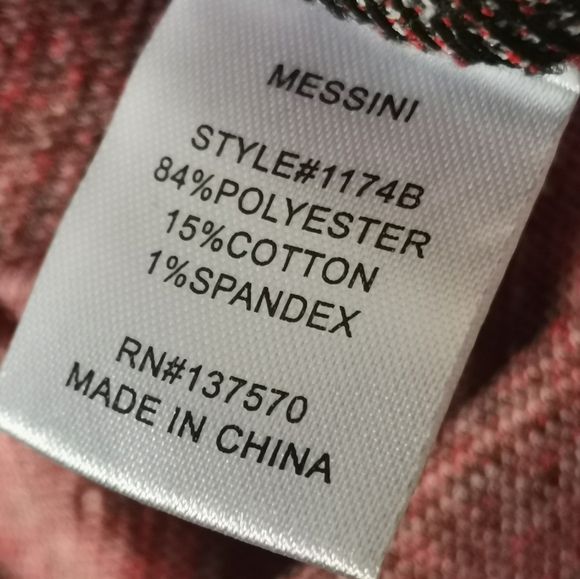 MESSINI
STYLE#1174B
84%POLYESTER
15%COTTON
1%SPANDEX
RN#137570
MADE IN CHINA